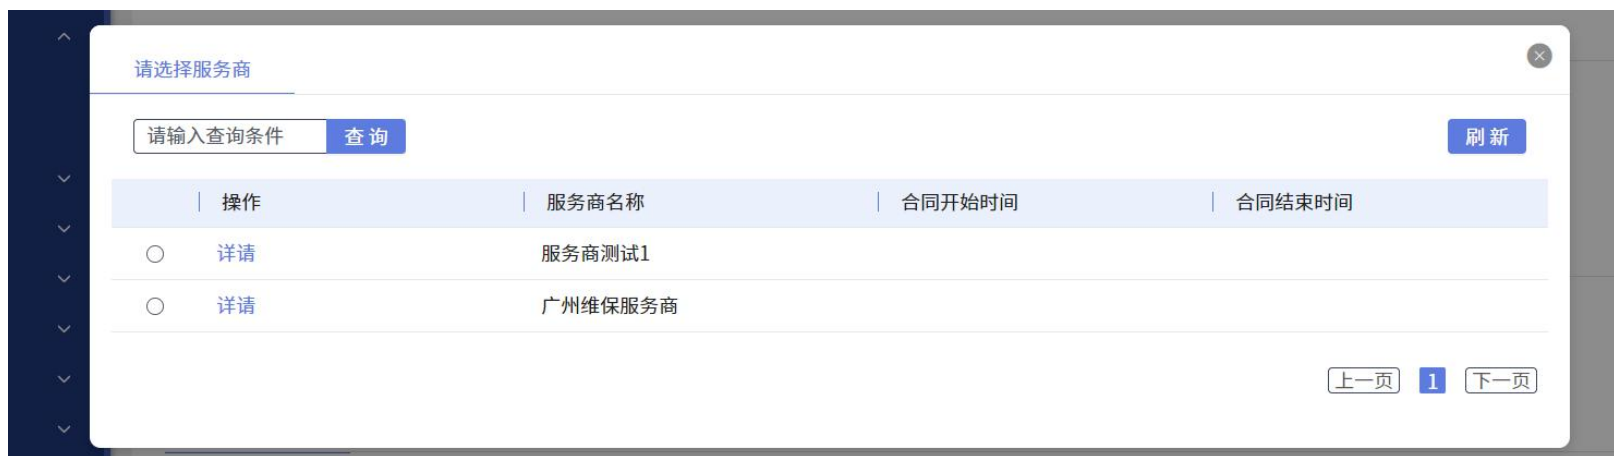 请选择服务商
请输入查询条件 查询 刷新
操作 服务商名称 合同开始时间 合同结束时间
详请 服务商测试1
详请 广州维保服务商
上一页 1 下一页